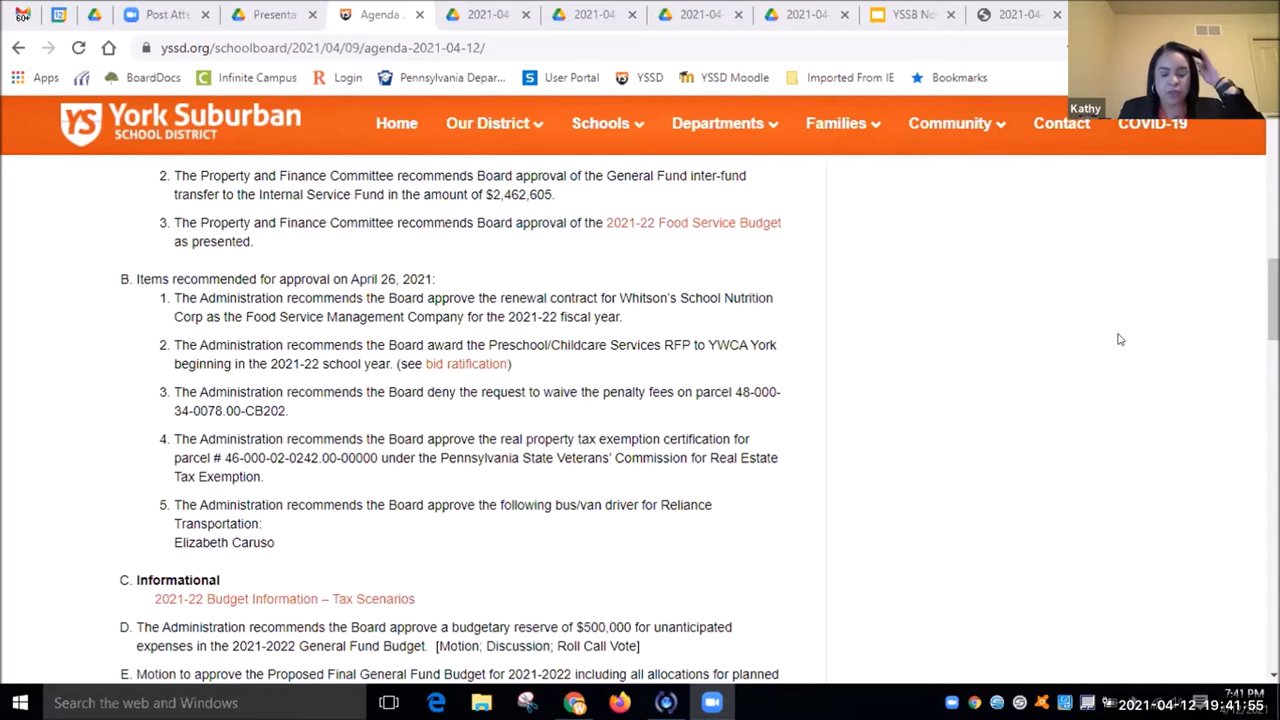 60+
12
Post Atte
Presenta
Agenda
2021-04
2021-04
2021-04
2021-04
YSSB No
2021-04
yssd.org/schoolboard/2021/04/09/agenda-2021-04-12/
Apps
BoardDocs
Infinite Campus
Login
Pennsylvania Depar...
User Portal
YSSD
YSSD Moodle
Imported From IE
Bookmarks
Kathy
YS
York Suburban
SCHOOL DISTRICT
Home
Our District
Schools
Departments
Families
Community
Contact
COVID-19
2. The Property and Finance Committee recommends Board approval of the General Fund inter-fund
transfer to the Internal Service Fund in the amount of $2,462,605.
3. The Property and Finance Committee recommends Board approval of the 2021-22 Food Service Budget
as presented.
B. Items recommended for approval on April 26, 2021:
1. The Administration recommends the Board approve the renewal contract for Whitson's School Nutrition
Corp as the Food Service Management Company for the 2021-22 fiscal year.
2. The Administration recommends the Board award the Preschool/Childcare Services RFP to YWCA York
beginning in the 2021-22 school year. (see bid ratification)
3. The Administration recommends the Board deny the request to waive the penalty fees on parcel 48-000-
34-0078.00-CB202.
4. The Administration recommends the Board approve the real property tax exemption certification for
parcel # 46-000-02-0242.00-00000 under the Pennsylvania State Veterans' Commission for Real Estate
Tax Exemption.
5. The Administration recommends the Board approve the following bus/van driver for Reliance
Transportation:
Elizabeth Caruso
C. Informational
2021-22 Budget Information – Tax Scenarios
D. The Administration recommends the Board approve a budgetary reserve of $500,000 for unanticipated
expenses in the 2021-2022 General Fund Budget. [Motion; Discussion; Roll Call Vote]
E. Motion to approve the Proposed Final General Fund Budget for 2021-2022 including all allocations for planned
Search the web and Windows
7:41 PM
2021-04-12 19:41:55